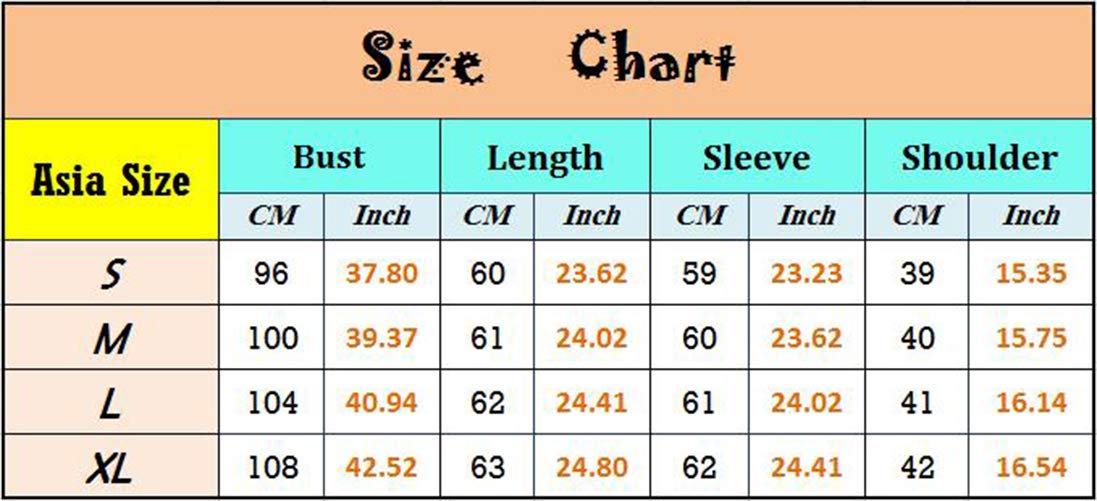 Size Chart
Asia Size Bust Length Sleeve Shoulder
CM Inch CM Inch CM Inch CM Inch
S 96 37.80 60 23.62 59 23.23 39 15.35
M 100 39.37 61 24.02 60 23.62 40 15.75
L 104 40.94 62 24.41 61 24.02 41 16.14
XL 108 42.52 63 24.80 62 24.41 42 16.54